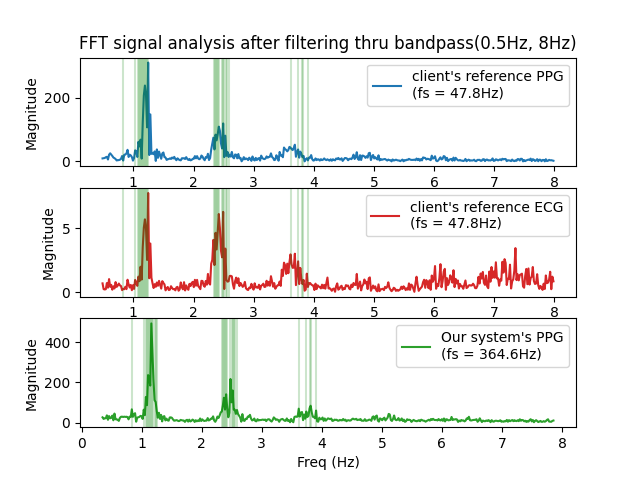 FFT signal analysis after filtering thru bandpass(0.5Hz, 8Hz)
client's reference PPG
(fs = 47.8Hz)
Magnitude
200
0
1 2 3 4 5 6 7 8
client's reference ECG
(fs = 47.8Hz)
Magnitude
5
0
1 2 3 4 5 6 7 8
Our system's PPG
(fs = 364.6Hz)
Magnitude
400
200
0
0 1 2 3 4 5 6 7 8
Freq (Hz)